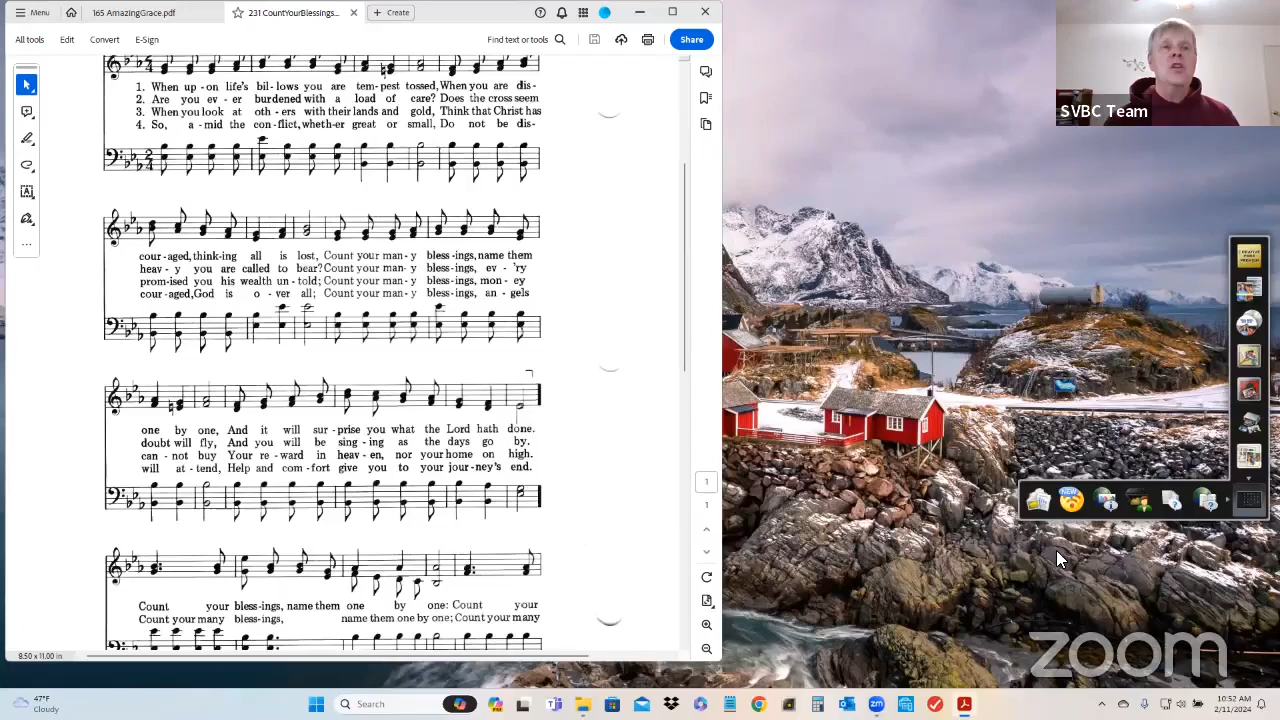 Menu
165 AmazingGrace.pdf
231 CountYourBlessings...
Create
All tools
Edit
Convert
E-Sign
Find text or tools
Share
1. When up - on life's bil - lows you are tem - pest tossed, When you are dis -
2. Are you ev - er burdened with a load of care? Does the cross seem
3. When you look at oth - ers with their lands and gold, Think that Christ has
4. So, a - mid the con - flict, wheth - er great or small, Do not be dis -
cour - aged, think - ing all is lost, Count your man - y bless - ings, name them
heav - y you are called to bear? Count your man - y bless - ings, ev - 'ry
prom - ised you his wealth un - told; Count your man - y bless - ings, mon - ey
cour - aged, God is o - ver all; Count your man - y bless - ings, an - gels
one by one, And it will sur - prise you what the Lord hath done.
doubt will fly, And you will be sing - ing as the days go by.
can - not buy Your re - ward in heav - en, nor your home on high.
will at - tend, Help and com - fort give you to your jour - ney's end.
Count your bless - ings, name them one by one: Count your
Count your many bless - ings, name them one by one; Count your many
1
1
8.50 x 11.00 in
SVBC Team
NEW
zoom
47°F
Cloudy
Search
10:52 AM
2/11/2024